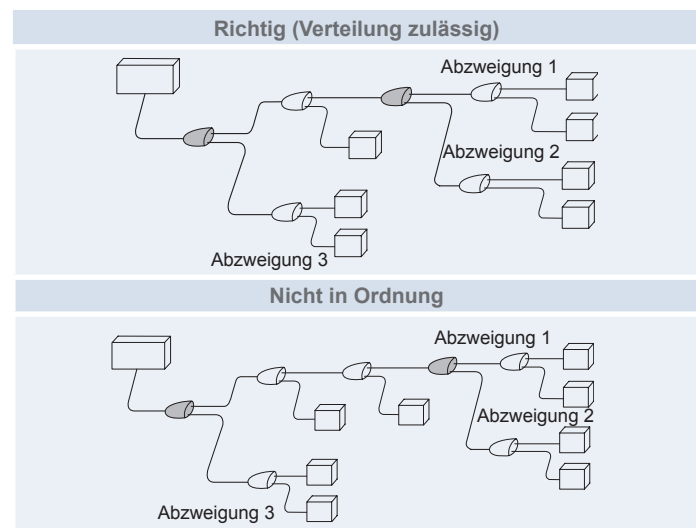 Richtig (Verteilung zulässig)
Abzweigung 1
Abzweigung 2
Abzweigung 3
Nicht in Ordnung
Abzweigung 1
Abzweigung 2
Abzweigung 3